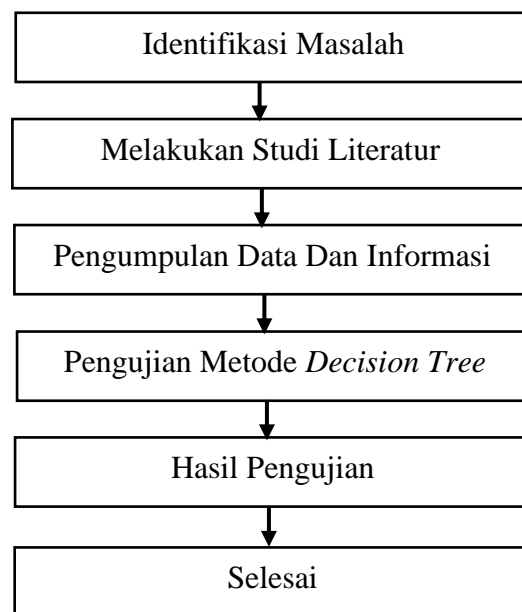 Identifikasi Masalah
Melakukan Studi Literatur
Pengumpulan Data Dan Informasi
Pengujian Metode Decision Tree
Hasil Pengujian
Selesai